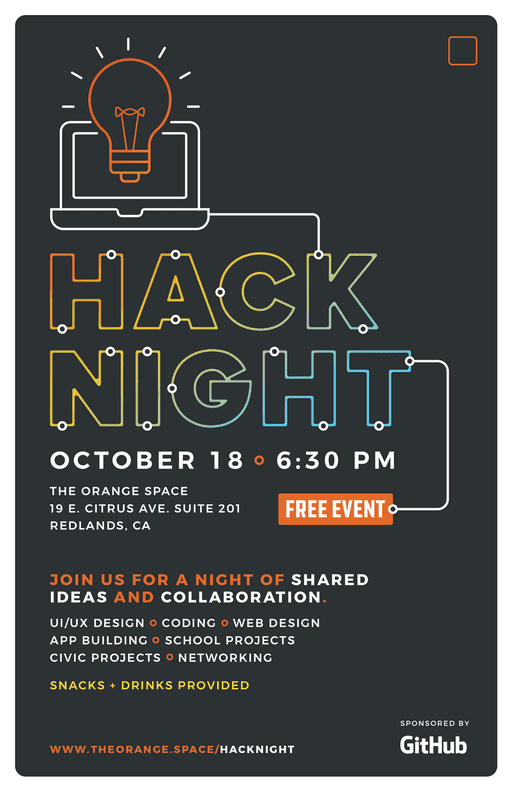 HACK
NIGHT
OCTOBER 18 6:30 PM
THE ORANGE SPACE
19 E. CITRUS AVE. SUITE 201
REDLANDS, CA
FREE EVENT
JOIN US FOR A NIGHT OF SHARED
IDEAS AND COLLABORATION.
UI/UX DESIGN CODING WEB DESIGN
APP BUILDING SCHOOL PROJECTS
CIVIC PROJECTS NETWORKING
SNACKS + DRINKS PROVIDED
SPONSORED BY
GitHub
WWW.THEORANGE.SPACE/HACKNIGHT